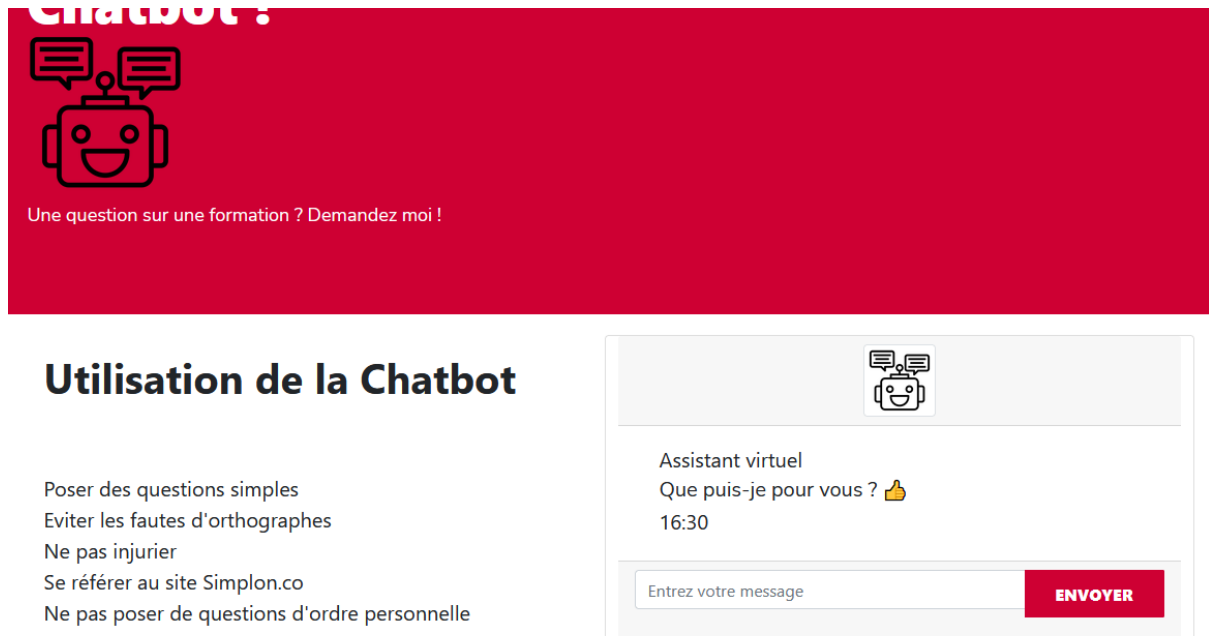 Chatbot !
Une question sur une formation ? Demandez moi !
Utilisation de la Chatbot
Poser des questions simples
Eviter les fautes d'orthographes
Ne pas injurier
Se référer au site Simplon.co
Ne pas poser de questions d'ordre personnelle
Assistant virtuel
Que puis-je pour vous ? 👍
16:30
Entrez votre message
ENVOYER